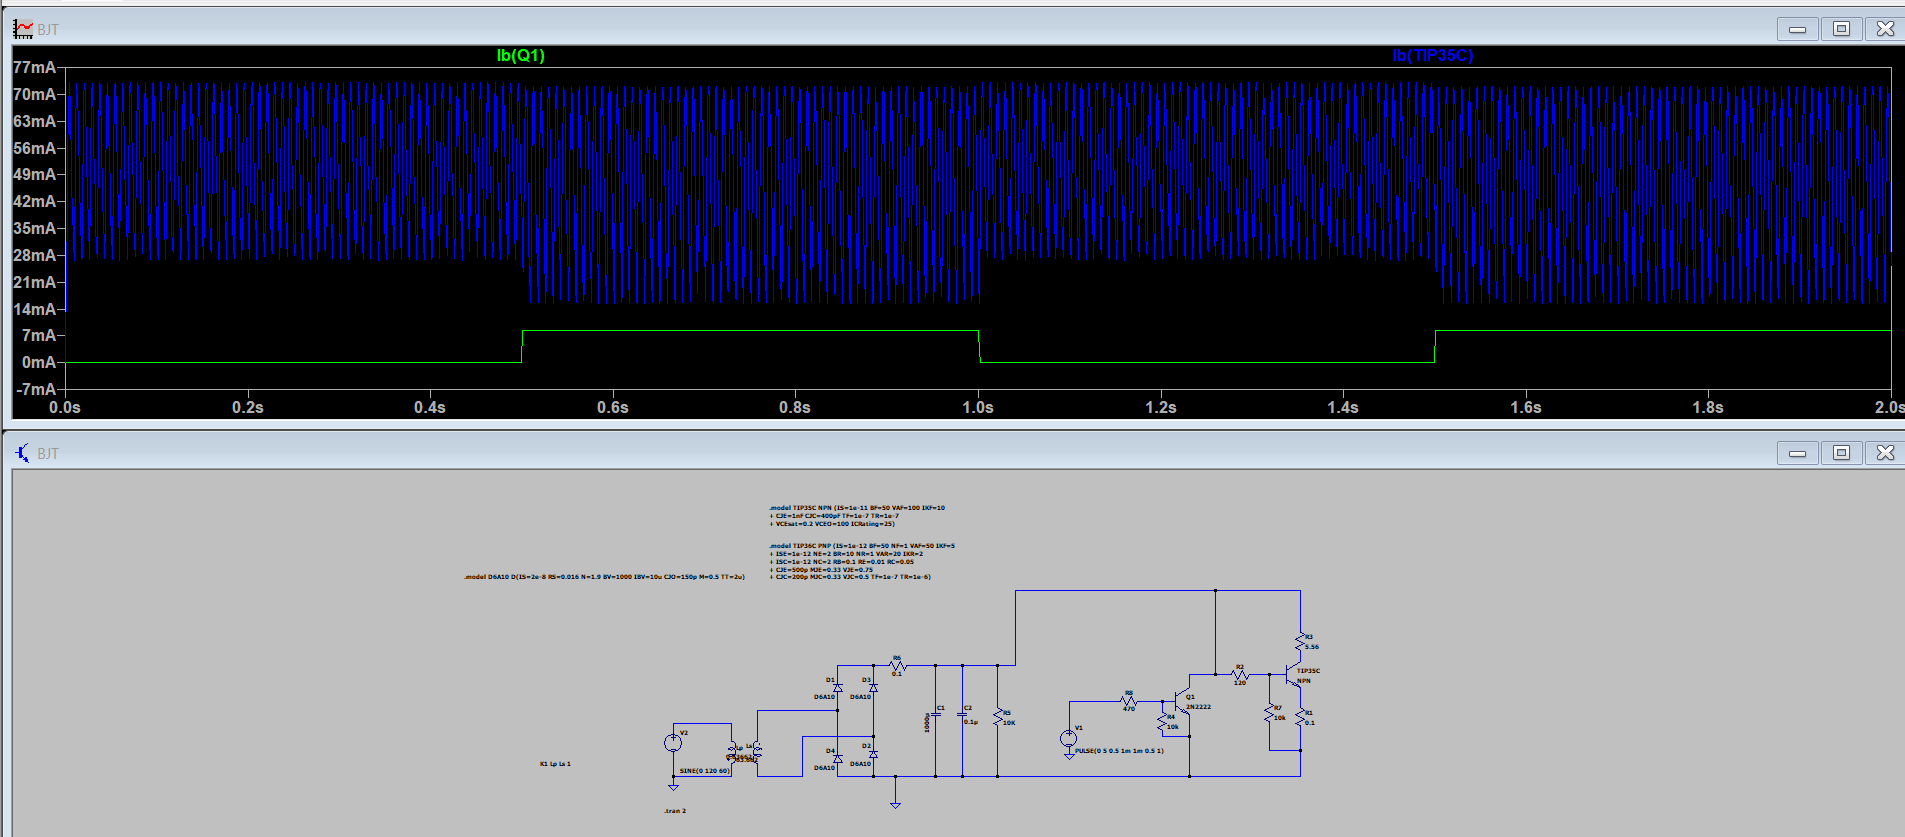 BJT
Ib(Q1)
Ib(TIP35C)
77mA
70mA
63mA
56mA
49mA
42mA
35mA
28mA
21mA
14mA
7mA
0mA
-7mA
0.0s
0.2s
0.4s
0.6s
0.8s
1.0s
1.2s
1.4s
1.6s
1.8s
2.0s
BJT
.model TIP35C NPN (IS=1e-11 BF=50 VAF=100 IKF=10
+ CJE=1nF CJC=400pF TF=1e-7 TR=1e-7
+ VCEsat=0.2 VCEO=100 ICRating=25)
.model TIP36C PNP (IS=1e-12 BF=50 NF=1 VAF=50 IKF=5
+ ISE=1e-12 NE=2 BR=10 NR=1 VAR=20 IKR=2
+ ISC=1e-12 NC=2 RB=0.1 RE=0.01 RC=0.05
+ CJE=500p MJE=0.33 VJE=0.75
+ CJC=200p MJC=0.33 VJC=0.5 TF=1e-7 TR=1e-6)
.model D6A10 D(IS=2e-8 RS=0.016 N=1.9 BV=1000 IBV=10u CJO=150p M=0.5 TT=2u)
R3
5.56
R6
0.1
R2
120
TIP35C
NPN
D1
D6A10
D3
D6A10
R8
470
Q1
2N2222
C1
1000µ
C2
0.1µ
R5
10K
R4
10k
R7
10k
R1
0.1
V1
PULSE(0 5 0.5 1m 1m 0.5 1)
V2
SINE(0 120 60)
Lp
Ls
D4
D6A10
D2
D6A10
K1 Lp Ls 1
.tran 2